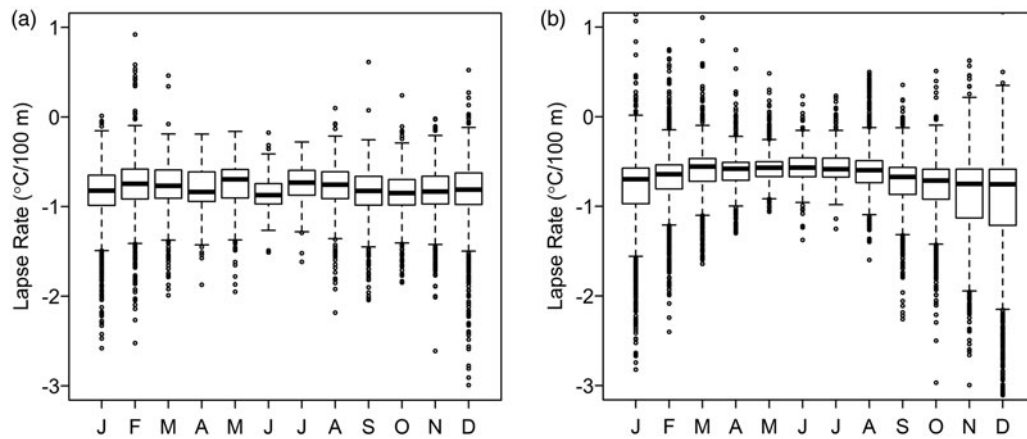 (a)
Lapse Rate (°C/100 m)
1
0
-1
-2
-3
J F M A M J J A S O N D
(b)
Lapse Rate (°C/100 m)
1
0
-1
-2
-3
J F M A M J J A S O N D